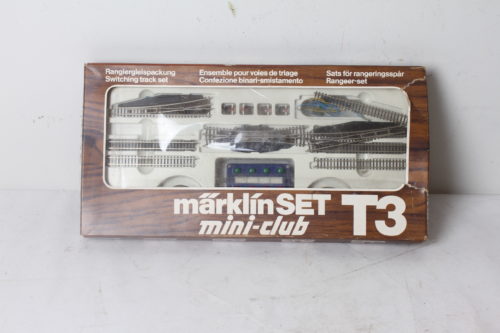 Rangiergleispackung
Switching track set
Ensemble pour voies de triage
Confezione binari-smistamento
Sats för rangeringsspår
Rangeer-set
märklin SET T3
mini-club